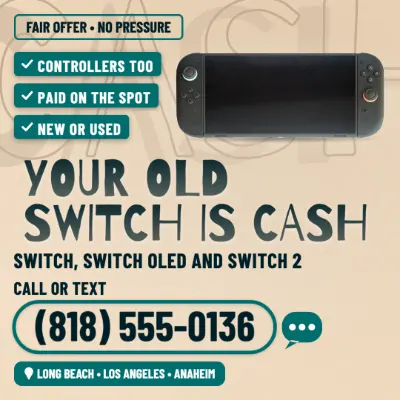 FAIR OFFER • NO PRESSURE
CONTROLLERS TOO
PAID ON THE SPOT
NEW OR USED
YOUR OLD
SWITCH IS CASH
SWITCH, SWITCH OLED AND SWITCH 2
CALL OR TEXT
(818) 555-0136
LONG BEACH • LOS ANGELES • ANAHEIM
CASH